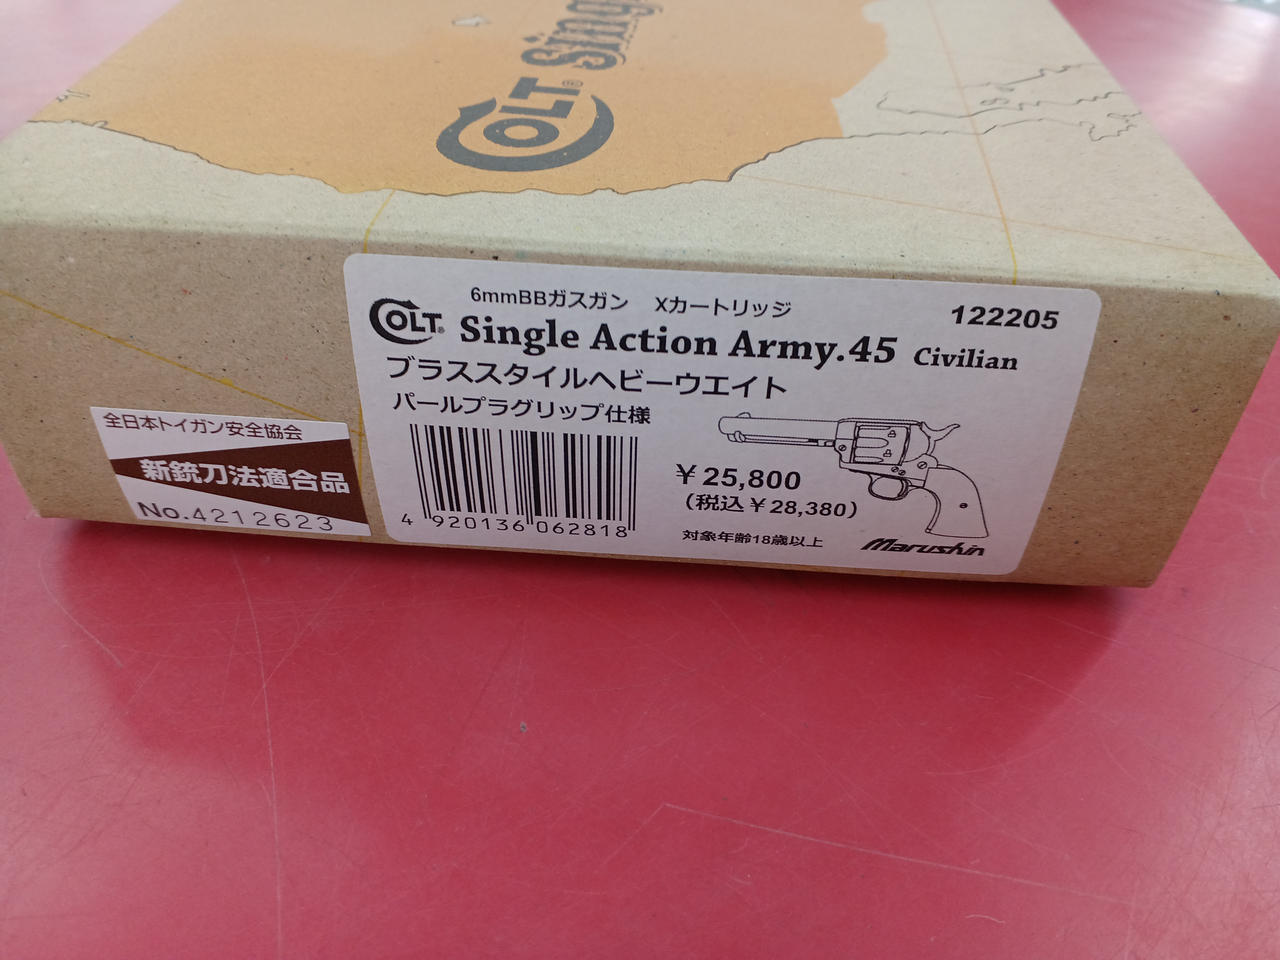 COLT®
6mmBBガスガン Xカートリッジ
122205
COLT® Single Action Army.45 Civilian
ブラススタイルヘビーウエイト
パールプラグリップ仕様
¥25,800
(税込¥28,380)
4 920136 062818
対象年齢18歳以上
Marushin
全日本トイガン安全協会
新銃刀法適合品
No.4212623